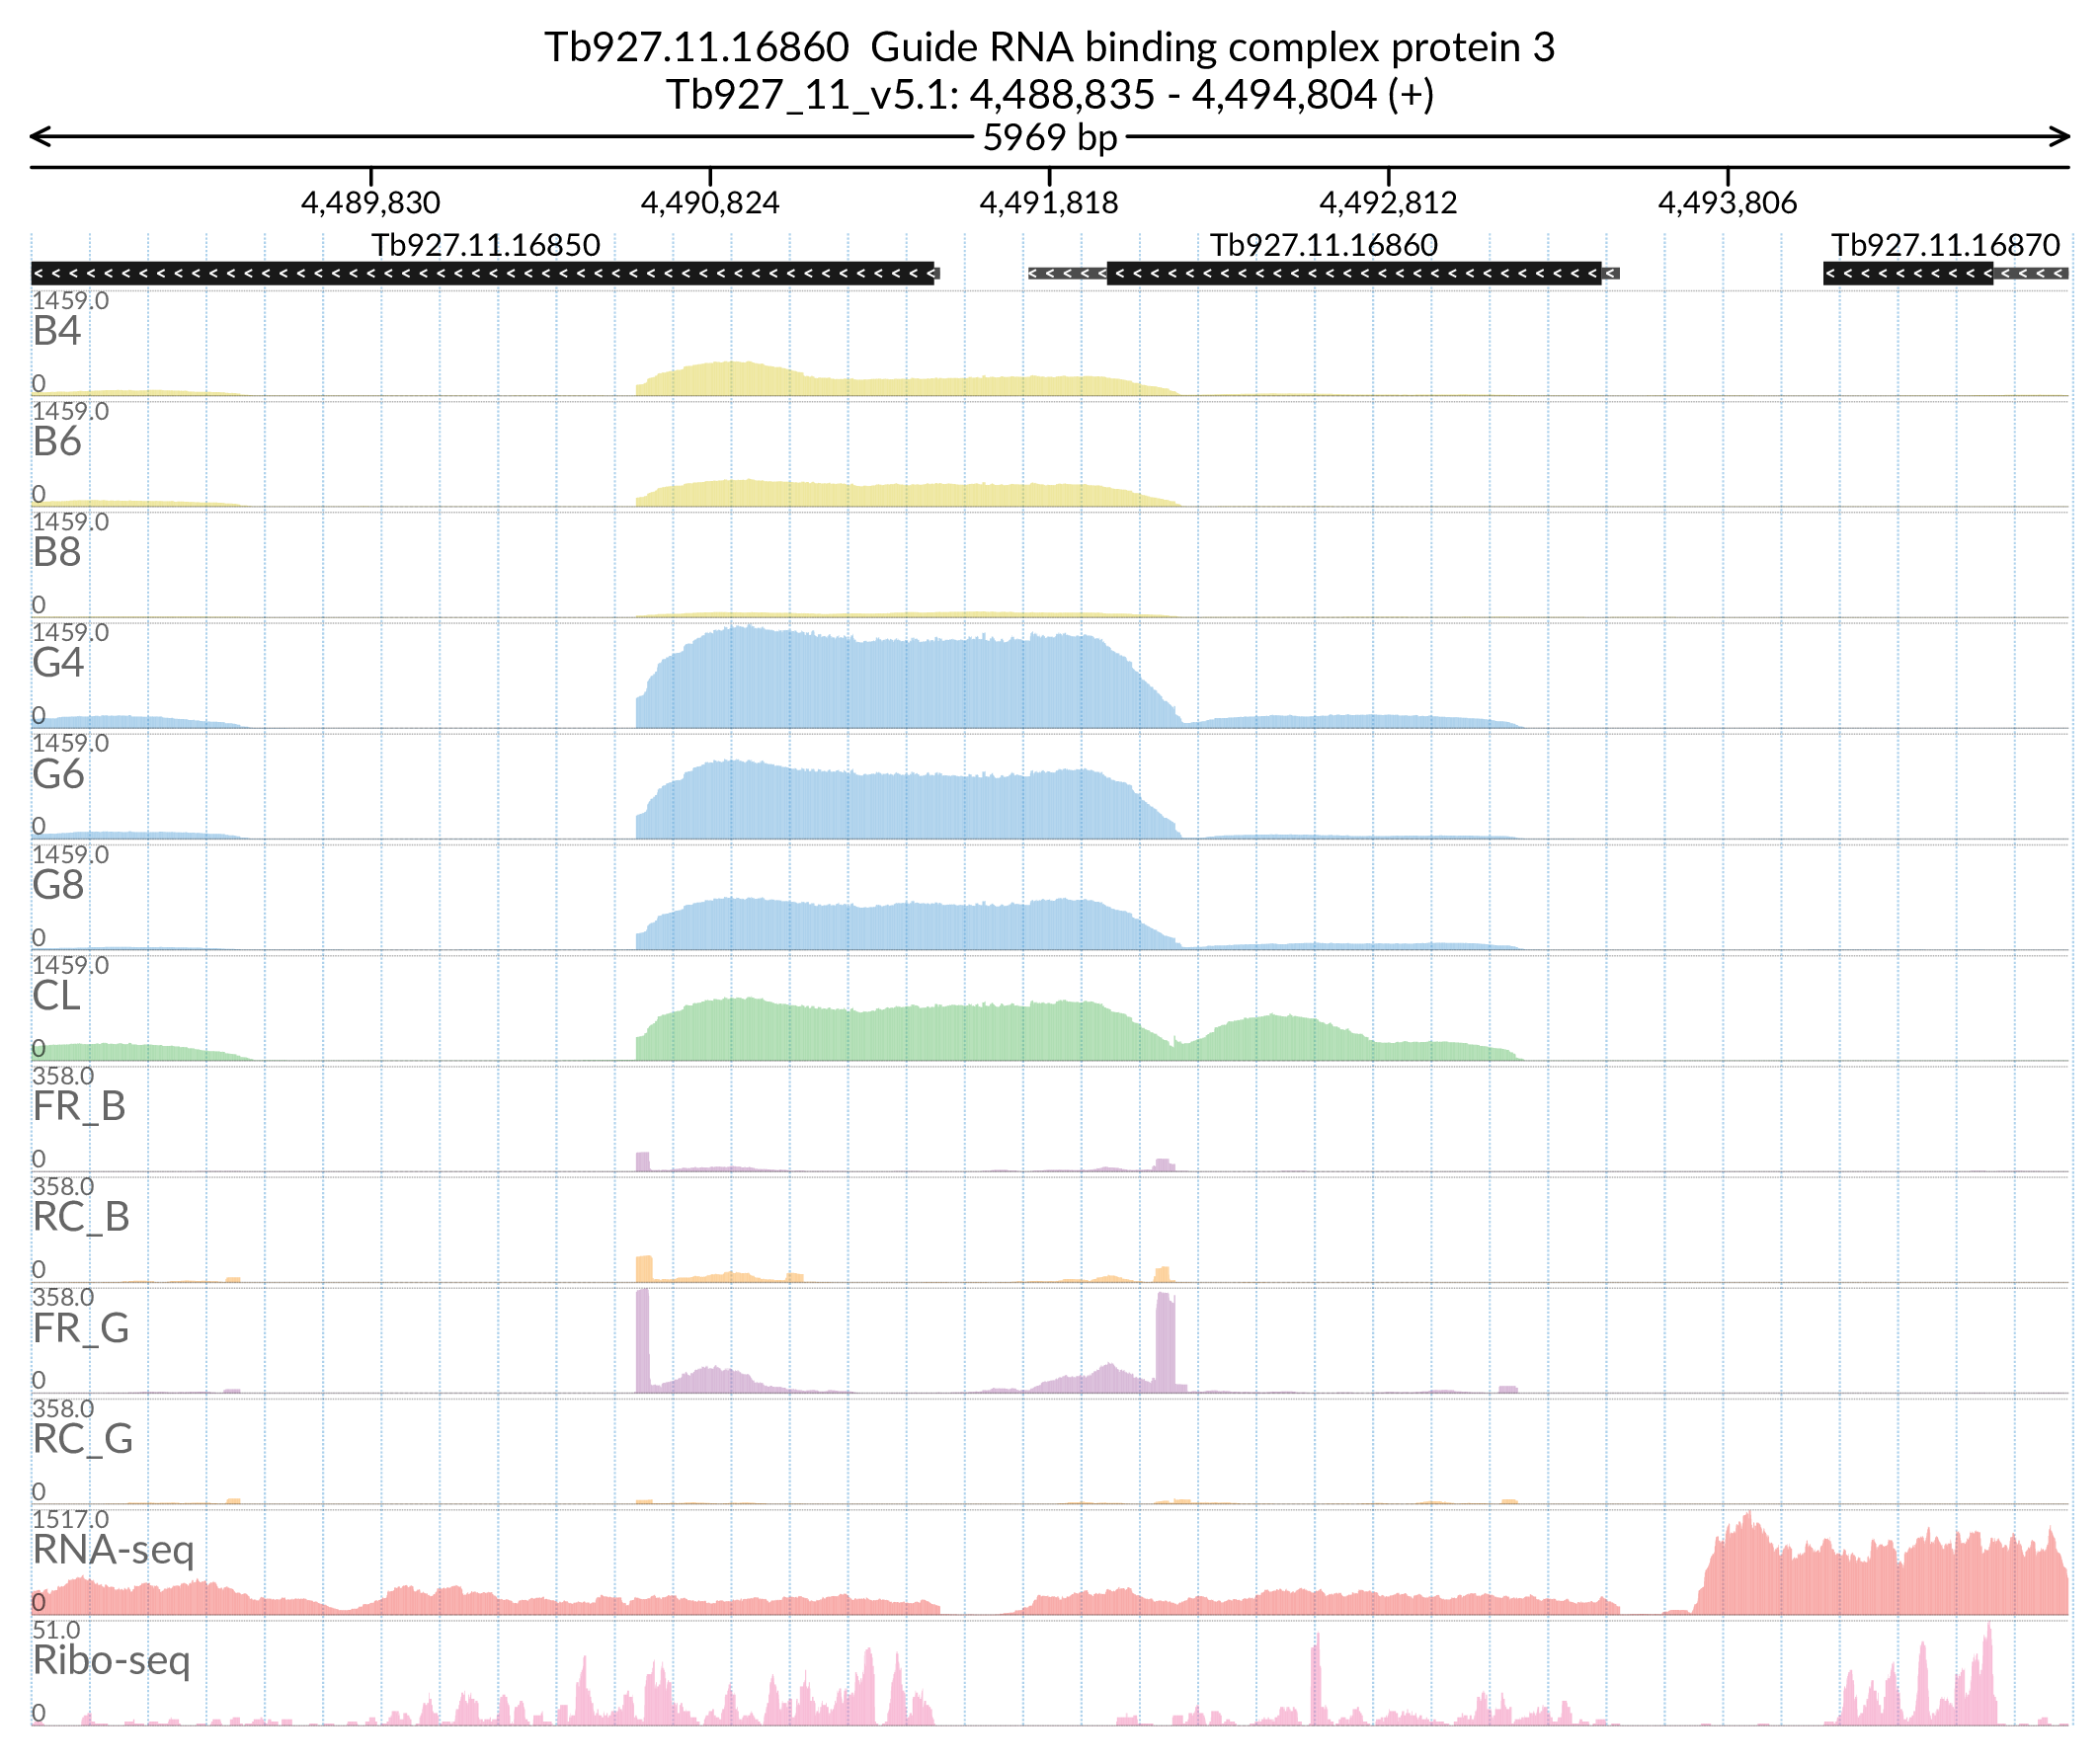 Tb927.11.16860  Guide RNA binding complex protein 3
Tb927_11_v5.1: 4,488,835 - 4,494,804 (+)
5969 bp
4,489,830 4,490,824 4,491,818 4,492,812 4,493,806
Tb927.11.16850 Tb927.11.16860 Tb927.11.16870
1459.0
B4
0
1459.0
B6
0
1459.0
B8
0
1459.0
G4
0
1459.0
G6
0
1459.0
G8
0
1459.0
CL
0
358.0
FR_B
0
358.0
RC_B
0
358.0
FR_G
0
358.0
RC_G
0
1517.0
RNA-seq
0
51.0
Ribo-seq
0